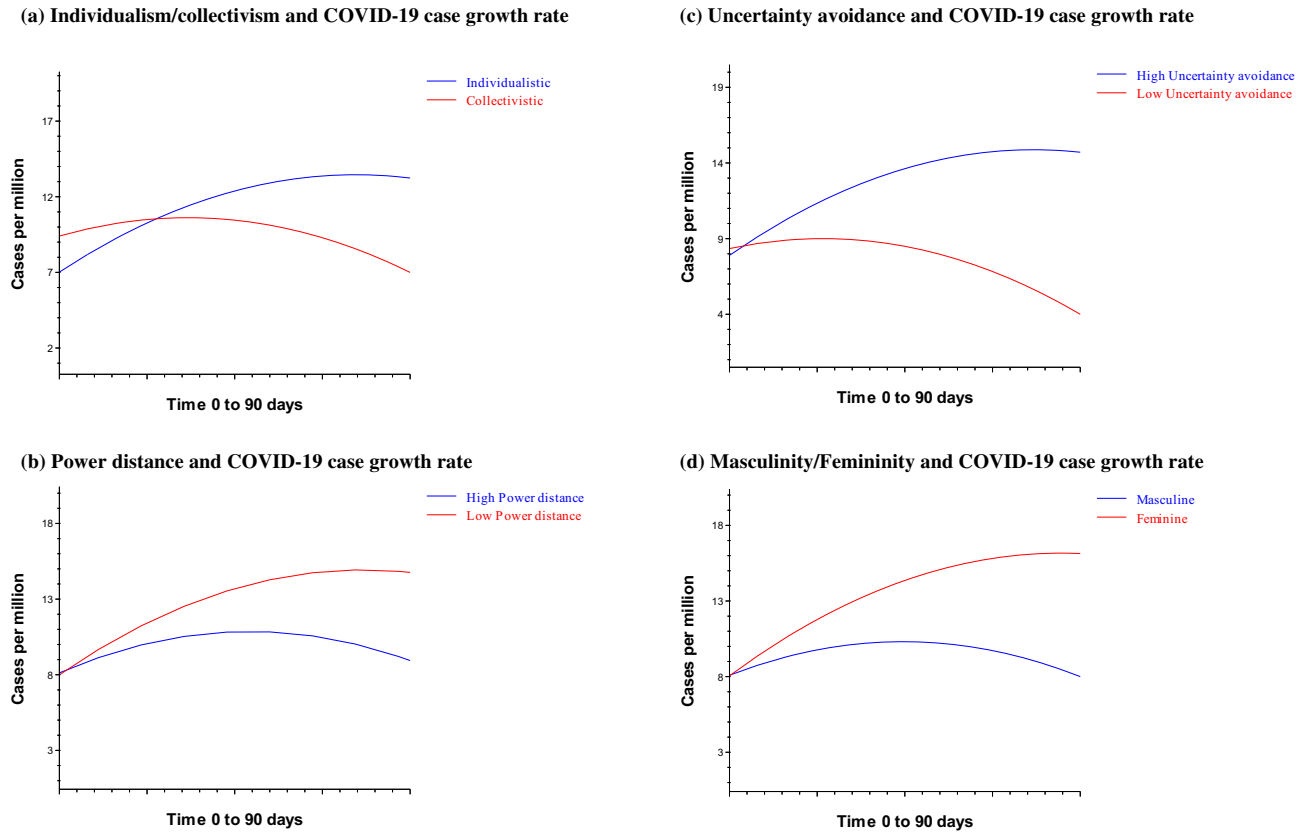 (a) Individualism/collectivism and COVID-19 case growth rate
Individualistic
Collectivistic
17
12
7
2
Cases per million
Time 0 to 90 days
(c) Uncertainty avoidance and COVID-19 case growth rate
High Uncertainty avoidance
Low Uncertainty avoidance
19
14
9
4
Cases per million
Time 0 to 90 days
(b) Power distance and COVID-19 case growth rate
High Power distance
Low Power distance
18
13
8
3
Cases per million
Time 0 to 90 days
(d) Masculinity/Femininity and COVID-19 case growth rate
Masculine
Feminine
18
13
8
3
Cases per million
Time 0 to 90 days